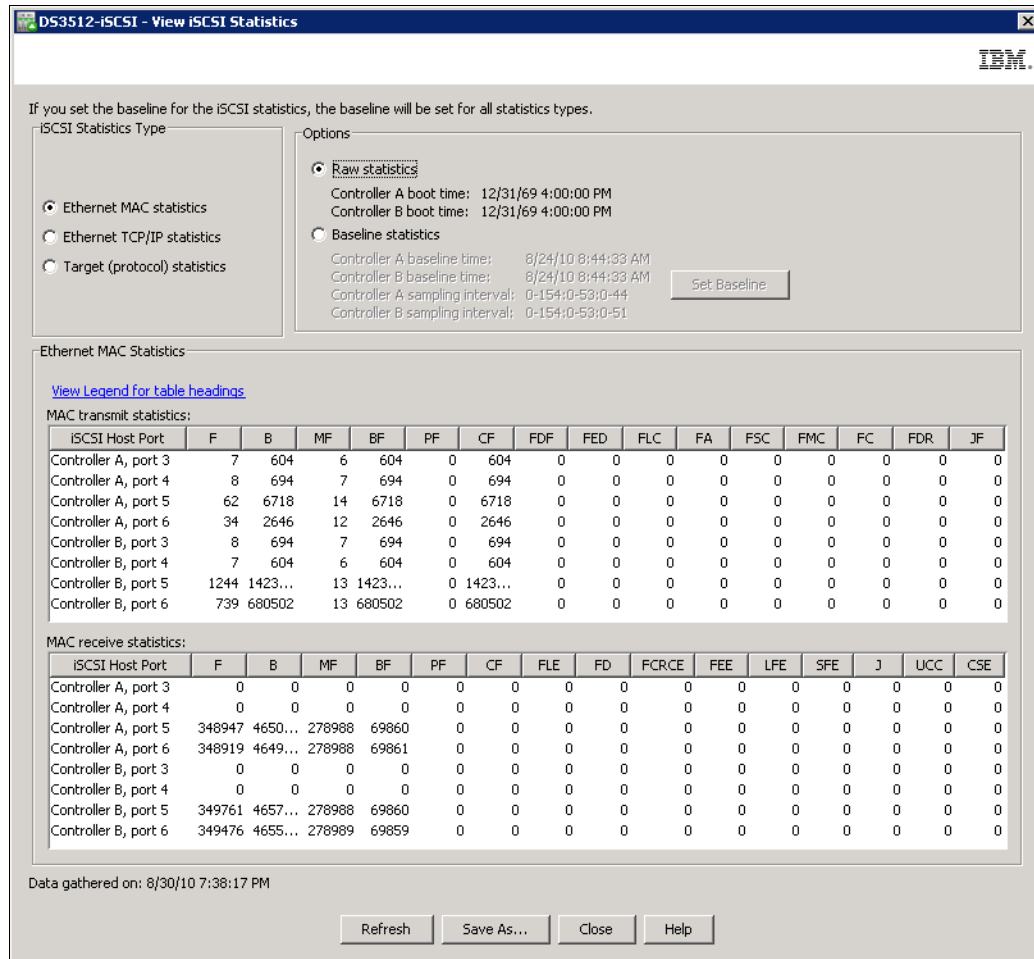 DS3512-iSCSI - View iSCSI Statistics
IBM.
If you set the baseline for the iSCSI statistics, the baseline will be set for all statistics types.
iSCSI Statistics Type
Ethernet MAC statistics
Ethernet TCP/IP statistics
Target (protocol) statistics
Options
Raw statistics
Controller A boot time: 12/31/69 4:00:00 PM
Controller B boot time: 12/31/69 4:00:00 PM
Baseline statistics
Controller A baseline time: 8/24/10 8:44:33 AM
Controller B baseline time: 8/24/10 8:44:33 AM
Controller A sampling interval: 0-154:0-53:0-44
Controller B sampling interval: 0-154:0-53:0-51
Set Baseline
Ethernet MAC Statistics
View Legend for table headings
MAC transmit statistics:
iSCSI Host Port F B MF BF PF CF FDF FED FLC FA FSC FMC FC FDR JF
Controller A, port 3 7 604 6 604 0 604 0 0 0 0 0 0 0 0 0
Controller A, port 4 8 694 7 694 0 694 0 0 0 0 0 0 0 0 0
Controller A, port 5 62 6718 14 6718 0 6718 0 0 0 0 0 0 0 0 0
Controller A, port 6 34 2646 12 2646 0 2646 0 0 0 0 0 0 0 0 0
Controller B, port 3 8 694 7 694 0 694 0 0 0 0 0 0 0 0 0
Controller B, port 4 7 604 6 604 0 604 0 0 0 0 0 0 0 0 0
Controller B, port 5 1244 1423... 13 1423... 0 1423... 0 0 0 0 0 0 0 0 0
Controller B, port 6 739 680502 13 680502 0 680502 0 0 0 0 0 0 0 0 0
MAC receive statistics:
iSCSI Host Port F B MF BF PF CF FLE FD FCRCE FEE LFE SFE J UCC CSE
Controller A, port 3 0 0 0 0 0 0 0 0 0 0 0 0 0 0 0
Controller A, port 4 0 0 0 0 0 0 0 0 0 0 0 0 0 0 0
Controller A, port 5 348947 4650... 278988 69860 0 0 0 0 0 0 0 0 0 0 0
Controller A, port 6 348919 4649... 278988 69861 0 0 0 0 0 0 0 0 0 0 0
Controller B, port 3 0 0 0 0 0 0 0 0 0 0 0 0 0 0 0
Controller B, port 4 0 0 0 0 0 0 0 0 0 0 0 0 0 0 0
Controller B, port 5 349761 4657... 278988 69860 0 0 0 0 0 0 0 0 0 0 0
Controller B, port 6 349476 4655... 278989 69859 0 0 0 0 0 0 0 0 0 0 0
Data gathered on: 8/30/10 7:38:17 PM
Refresh
Save As...
Close
Help